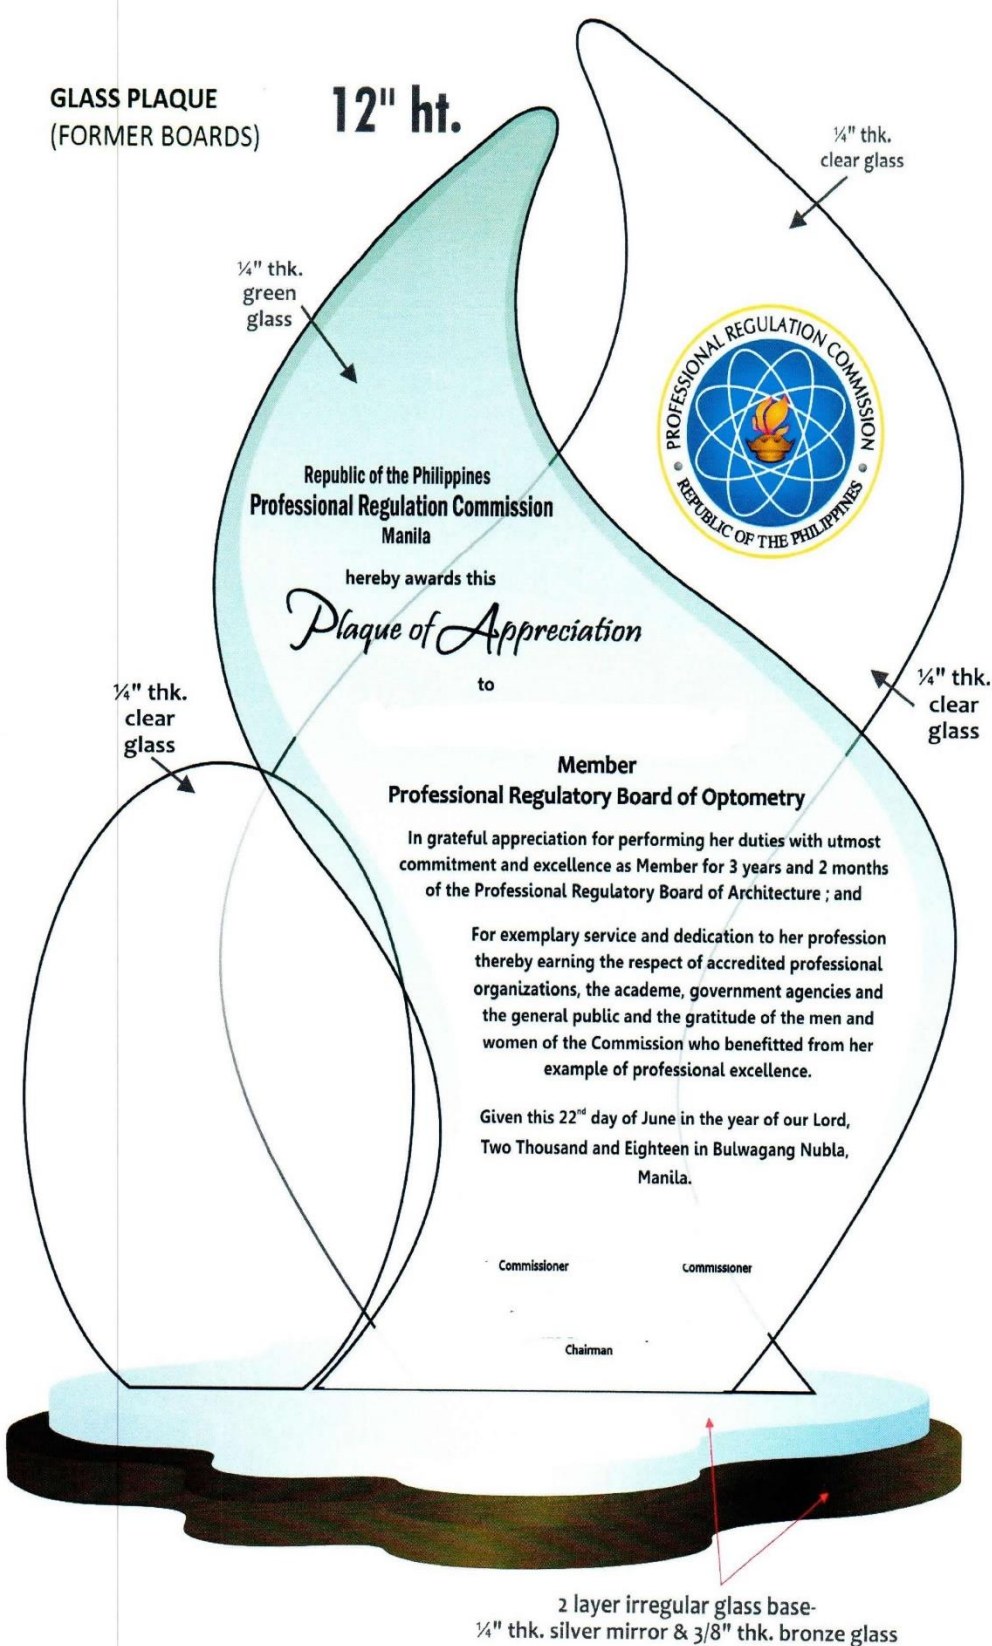 GLASS PLAQUE
(FORMER BOARDS)
12" ht.
¼" thk.
clear glass
¼" thk.
green
glass
PROFESSIONAL REGULATION COMMISSION
REPUBLIC OF THE PHILIPPINES
Republic of the Philippines
Professional Regulation Commission
Manila
hereby awards this
Plaque of Appreciation
to
¼" thk.
clear
glass
¼" thk.
clear
glass
Member
Professional Regulatory Board of Optometry
In grateful appreciation for performing her duties with utmost
commitment and excellence as Member for 3 years and 2 months
of the Professional Regulatory Board of Architecture ; and
For exemplary service and dedication to her profession
thereby earning the respect of accredited professional
organizations, the academe, government agencies and
the general public and the gratitude of the men and
women of the Commission who benefitted from her
example of professional excellence.
Given this 22nd day of June in the year of our Lord,
Two Thousand and Eighteen in Bulwagang Nubla,
Manila.
Commissioner Commissioner
Chairman
2 layer irregular glass base-
¼" thk. silver mirror & 3/8" thk. bronze glass